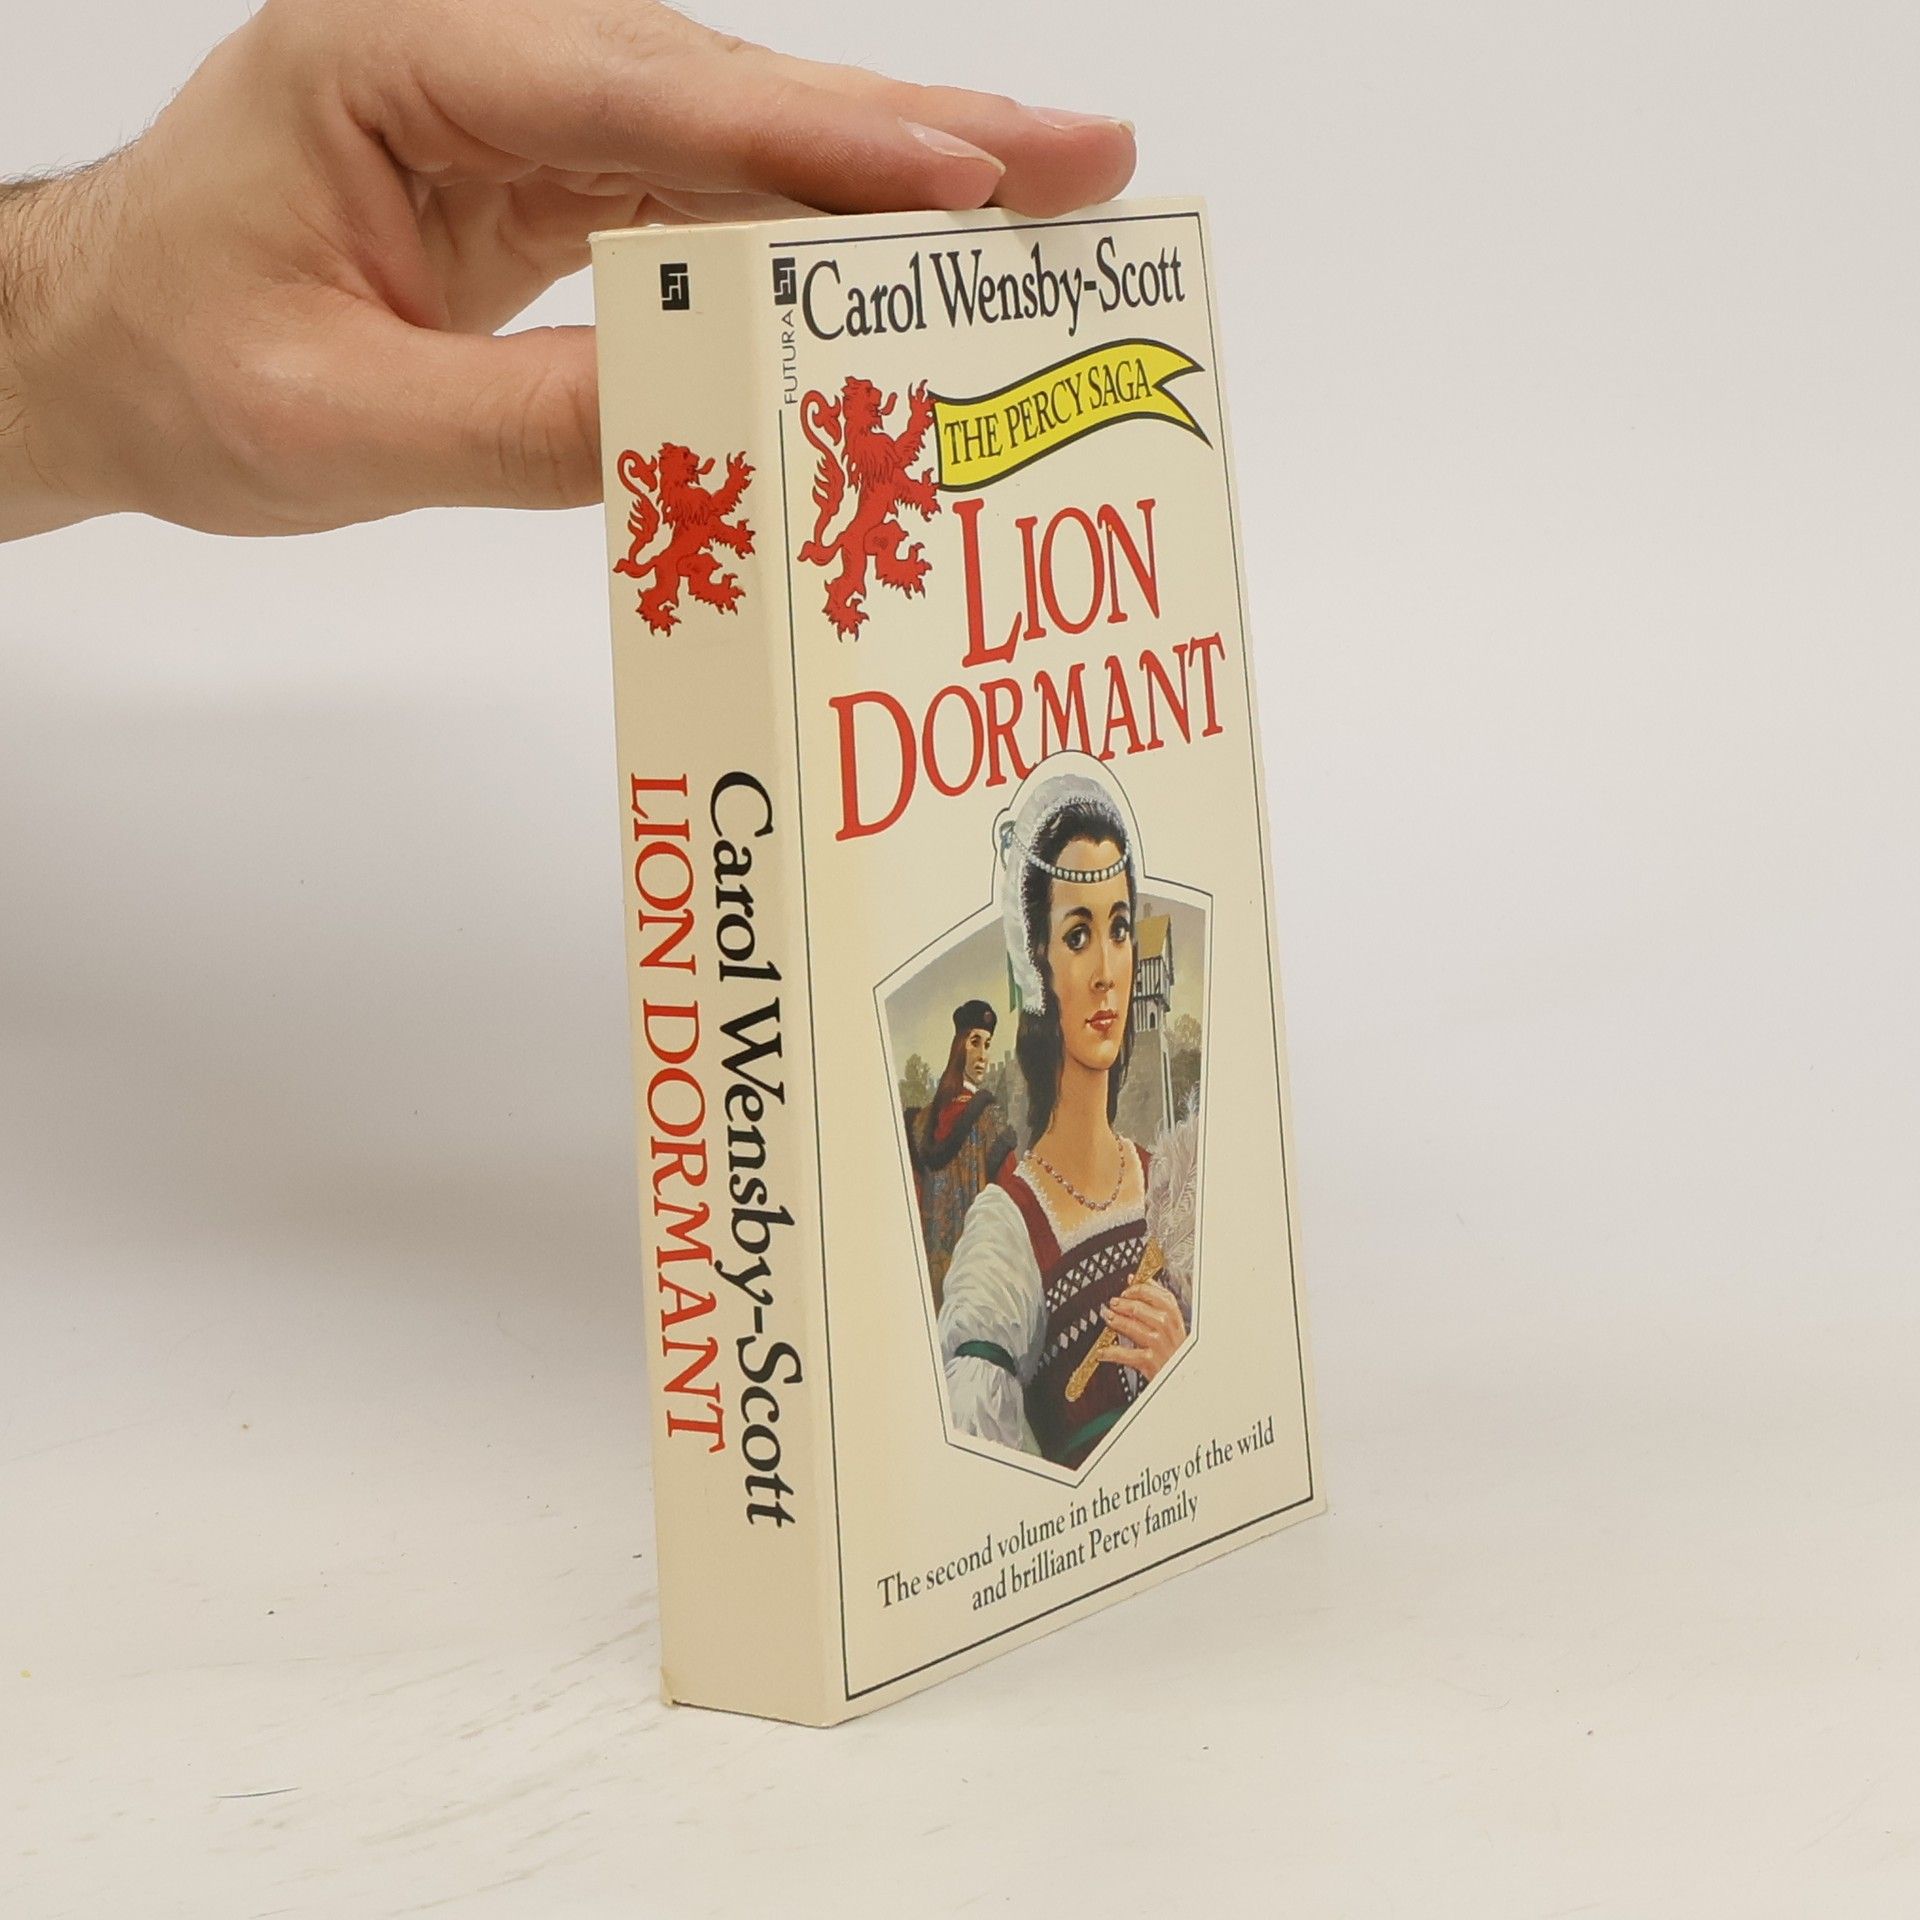 Carol Wensby-Scott
LION DORMANT
FUTURA
Carol Wensby-Scott
THE PERCY SAGA
LION
DORMANT
The second volume in the trilogy of the wild
and brilliant Percy family